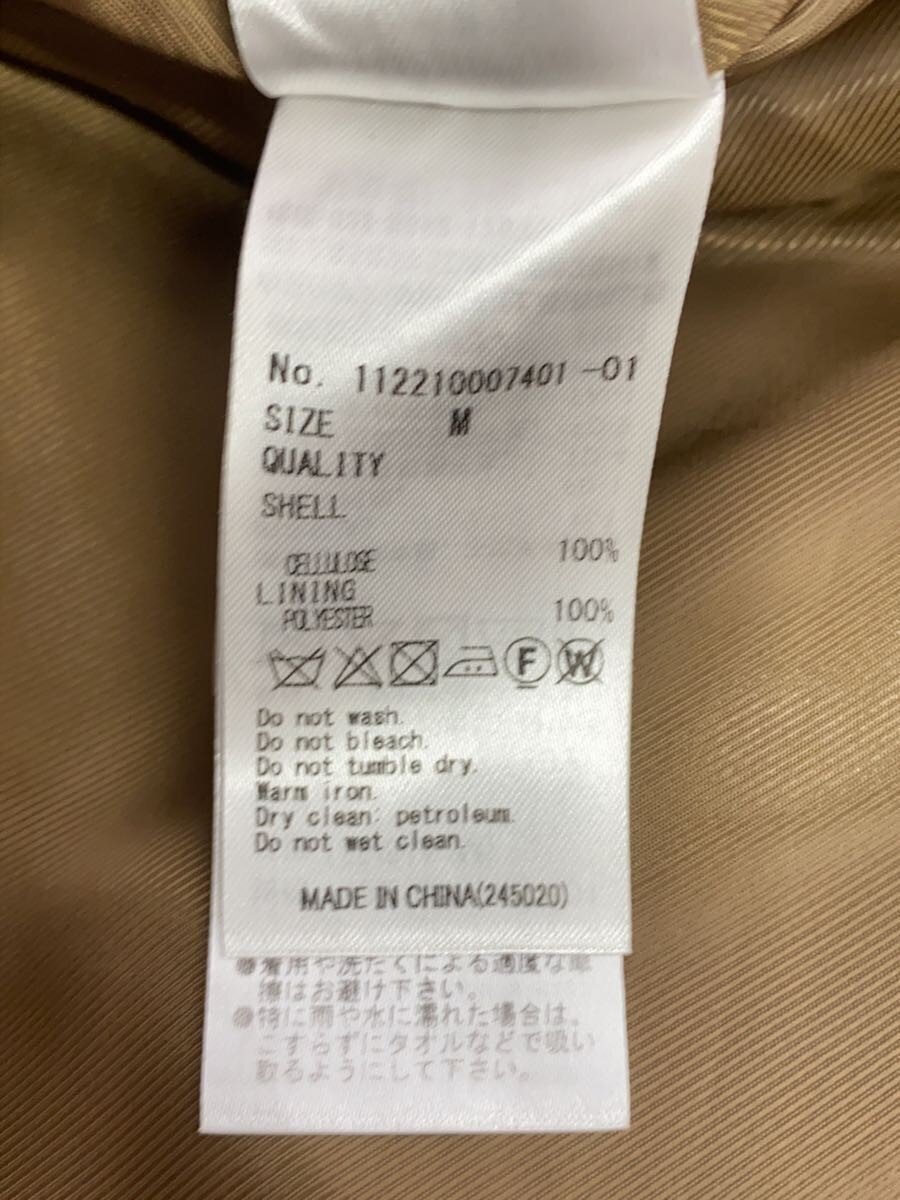 No. 112210007401 -01
SIZE M
QUALITY
SHELL
CELLULOSE 100%
LINING
POLYESTER 100%
F W
Do not wash.
Do not bleach.
Do not tumble dry.
Warm iron.
Dry clean: petroleum.
Do not wet clean.
MADE IN CHINA(245020)
●着用や洗たくによる過度な摩
擦はお避け下さい。
●特に雨や水に濡れた場合は、
こすらずにタオルなどで吸い
取るようにして下さい。